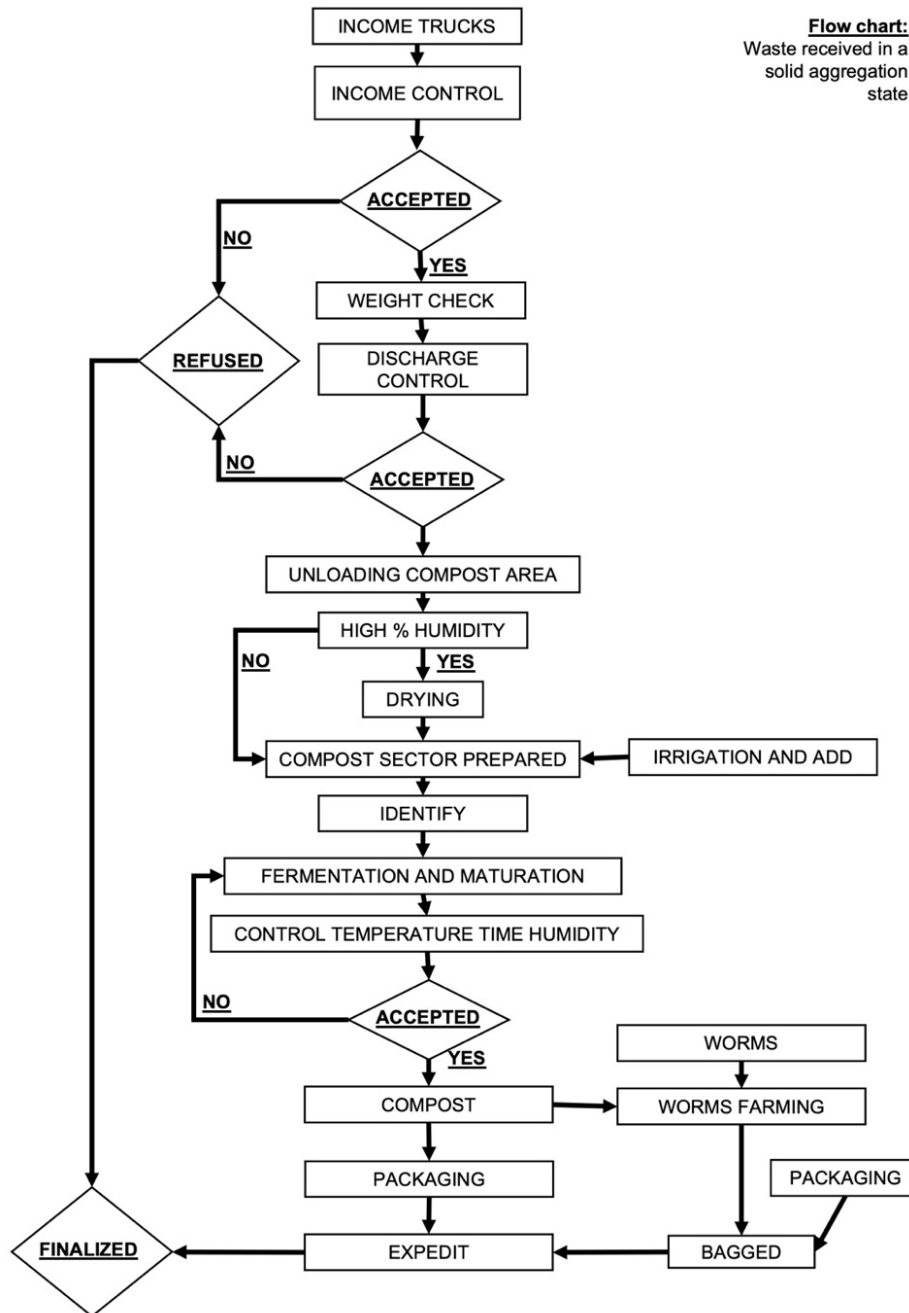 INCOME TRUCKS
Flow chart:
Waste received in a
solid aggregation
state
INCOME CONTROL
ACCEPTED
NO
YES
WEIGHT CHECK
REFUSED
DISCHARGE
CONTROL
NO
ACCEPTED
UNLOADING COMPOST AREA
HIGH % HUMIDITY
NO
YES
DRYING
COMPOST SECTOR PREPARED
IRRIGATION AND ADD
IDENTIFY
FERMENTATION AND MATURATION
CONTROL TEMPERATURE TIME HUMIDITY
NO
ACCEPTED
YES
WORMS
COMPOST
WORMS FARMING
PACKAGING
PACKAGING
FINALIZED
EXPEDIT
BAGGED